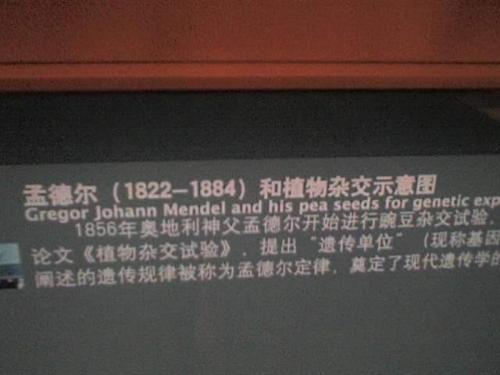 孟德尔（1822—1884）和植物杂交示意图
Gregor Johann Mendel and his pea seeds for genetic exp
1856年奥地利神父孟德尔开始进行豌豆杂交试验，
论文《植物杂交试验》，提出“遗传单位”（现称基因
阐述的遗传规律被称为孟德尔定律，奠定了现代遗传学的